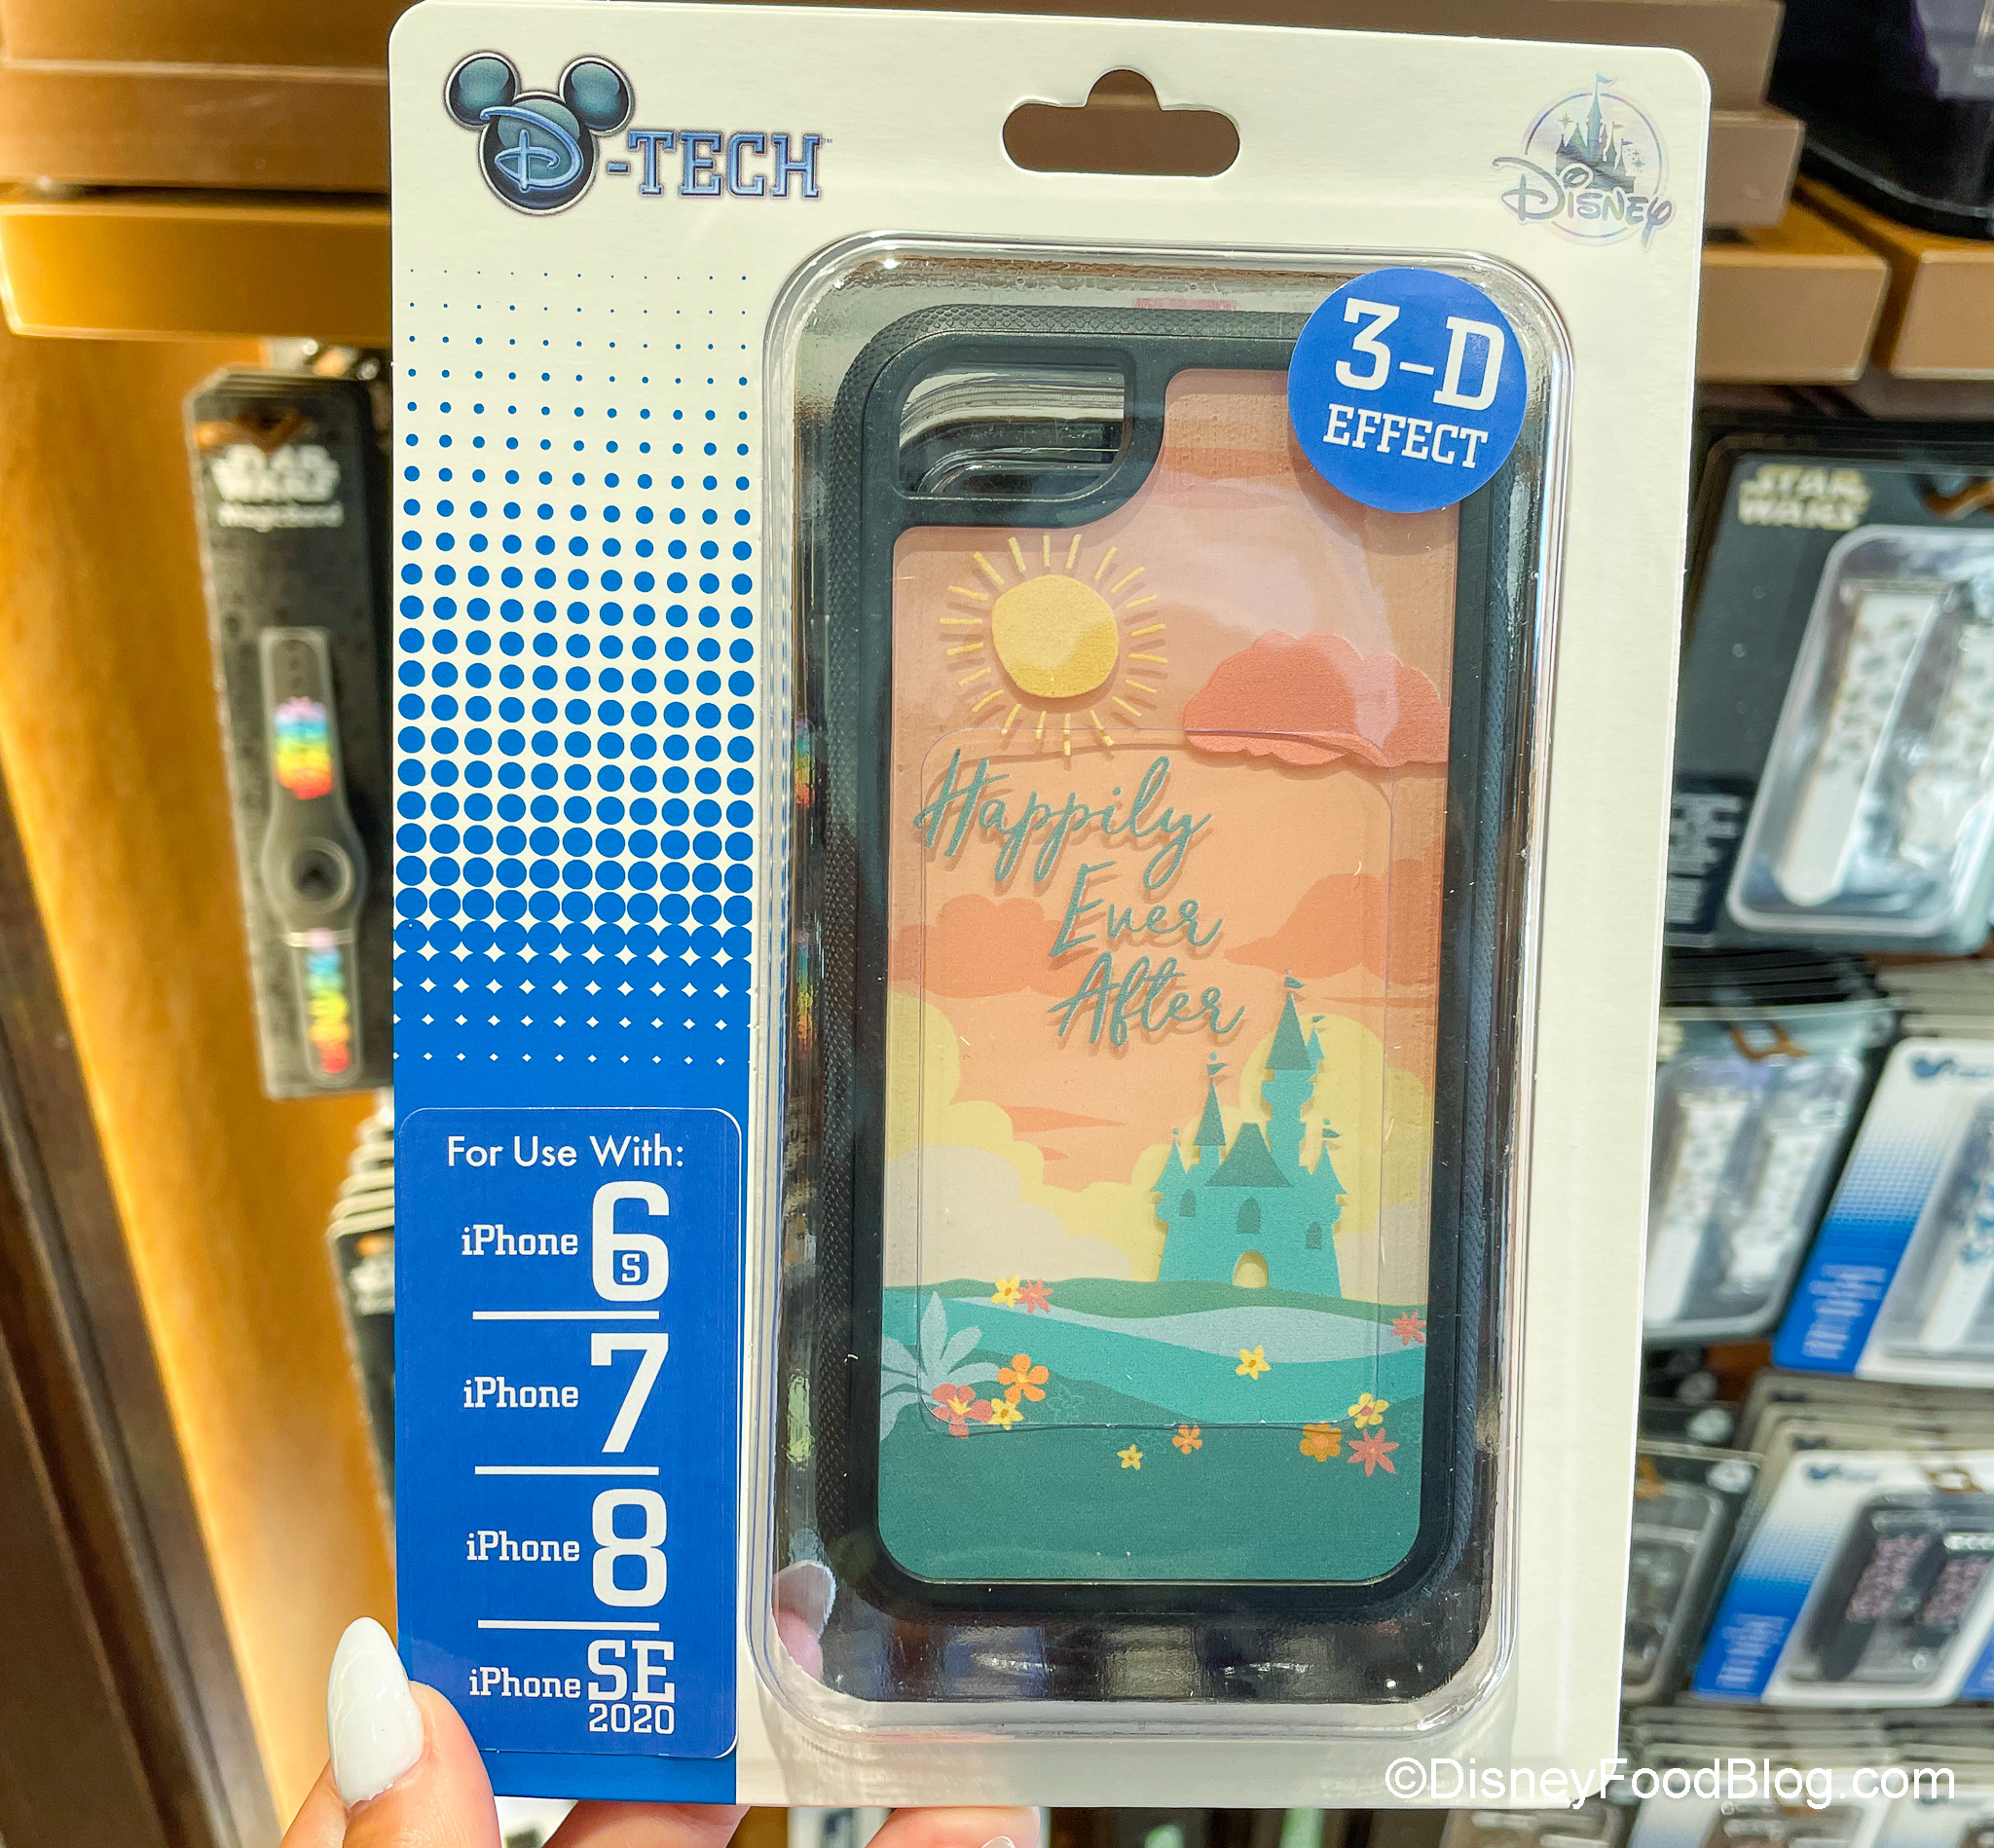 D-TECH
Disney
3-D
EFFECT
Happily
Ever
After
For Use With:
iPhone 6S
iPhone 7
iPhone 8
iPhone SE
2020
STAR
WARS
MagicBand
STAR
WARS
©DisneyFoodBlog.com